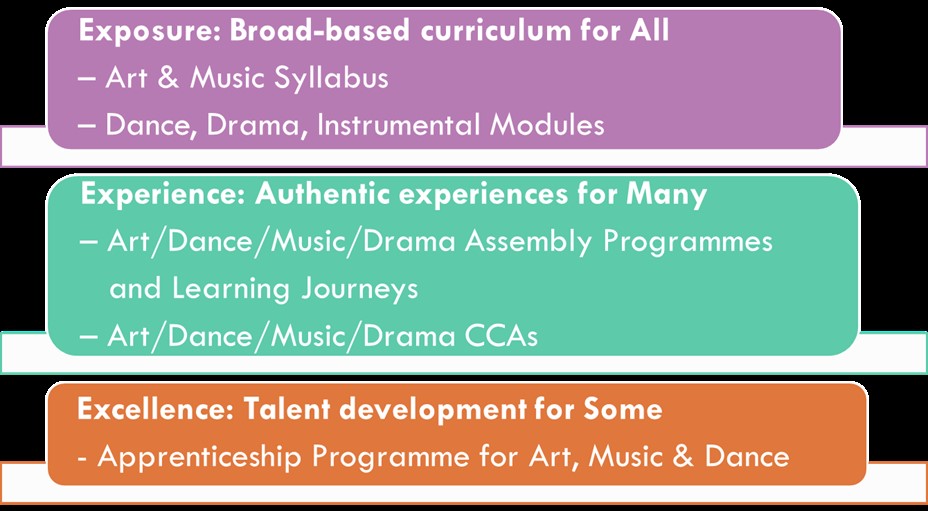 Exposure: Broad-based curriculum for All
– Art & Music Syllabus
– Dance, Drama, Instrumental Modules
Experience: Authentic experiences for Many
– Art/Dance/Music/Drama Assembly Programmes
and Learning Journeys
– Art/Dance/Music/Drama CCAs
Excellence: Talent development for Some
- Apprenticeship Programme for Art, Music & Dance